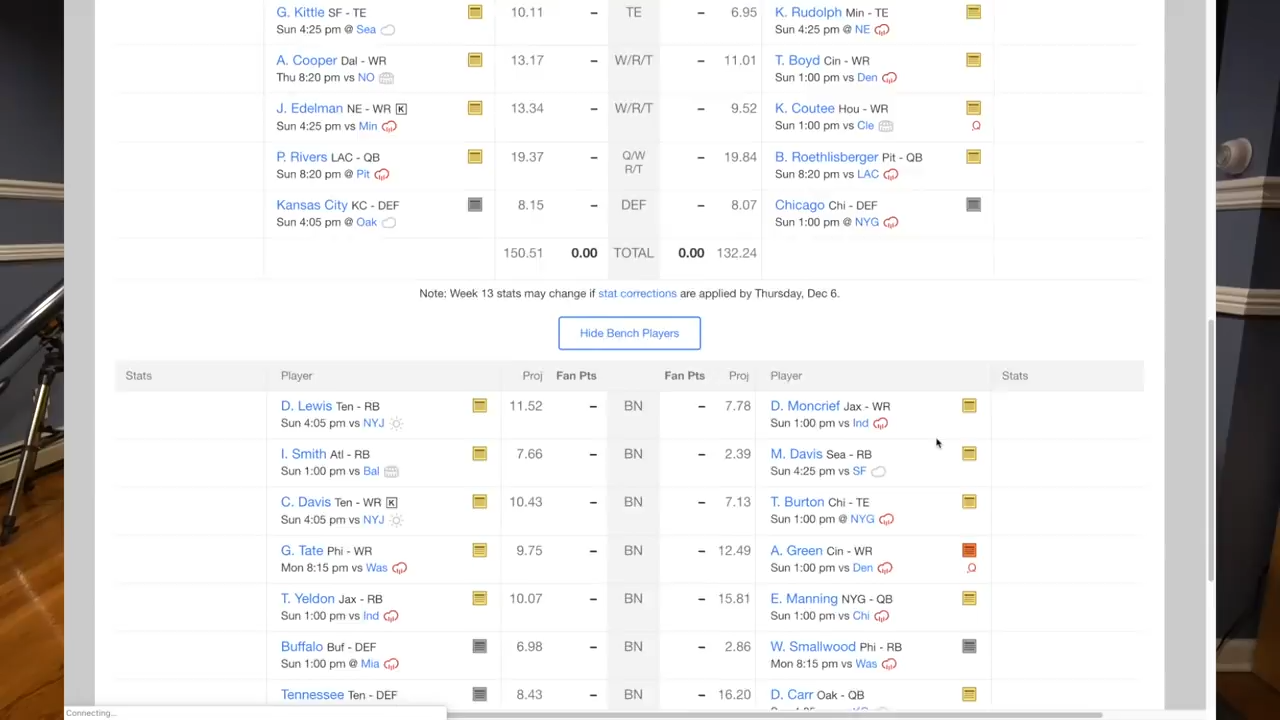 G. Kittle SF - TE 10.11 – TE 6.95 K. Rudolph Min - TE
Sun 4:25 pm @ Sea – Sun 4:25 pm @ NE
A. Cooper Dal - WR 13.17 – W/R/T – 11.01 T. Boyd Cin - WR
Thu 8:20 pm vs NO Sun 1:00 pm vs Den
J. Edelman NE - WR K 13.34 – W/R/T – 9.52 K. Coutee Hou - WR
Sun 4:25 pm vs Min Sun 1:00 pm vs Cle Q
P. Rivers LAC - QB 19.37 – Q/W R/T – 19.84 B. Roethlisberger Pit - QB
Sun 8:20 pm @ Pit Sun 8:20 pm vs LAC
Kansas City KC - DEF 8.15 – DEF – 8.07 Chicago Chi - DEF
Sun 4:05 pm @ Oak Sun 1:00 pm @ NYG
150.51 0.00 TOTAL 0.00 132.24
Note: Week 13 stats may change if stat corrections are applied by Thursday, Dec 6.
Hide Bench Players
Stats Player Proj Fan Pts Fan Pts Proj Player Stats
D. Lewis Ten - RB 11.52 – BN – 7.78 D. Moncrief Jax - WR
Sun 4:05 pm vs NYJ Sun 1:00 pm vs Ind
I. Smith Atl - RB 7.66 – BN – 2.39 M. Davis Sea - RB
Sun 1:00 pm vs Bal Sun 4:25 pm vs SF
C. Davis Ten - WR K 10.43 – BN – 7.13 T. Burton Chi - TE
Sun 4:05 pm vs NYJ Sun 1:00 pm @ NYG
G. Tate Phi - WR 9.75 – BN – 12.49 A. Green Cin - WR
Mon 8:15 pm vs Was Sun 1:00 pm vs Den Q
T. Yeldon Jax - RB 10.07 – BN – 15.81 E. Manning NYG - QB
Sun 1:00 pm vs Ind Sun 1:00 pm vs Chi
Buffalo Buf - DEF 6.98 – BN – 2.86 W. Smallwood Phi - RB
Sun 1:00 pm @ Mia Mon 8:15 pm vs Was
Tennessee Ten - DEF 8.43 – BN – 16.20 D. Carr Oak - QB
Connecting...